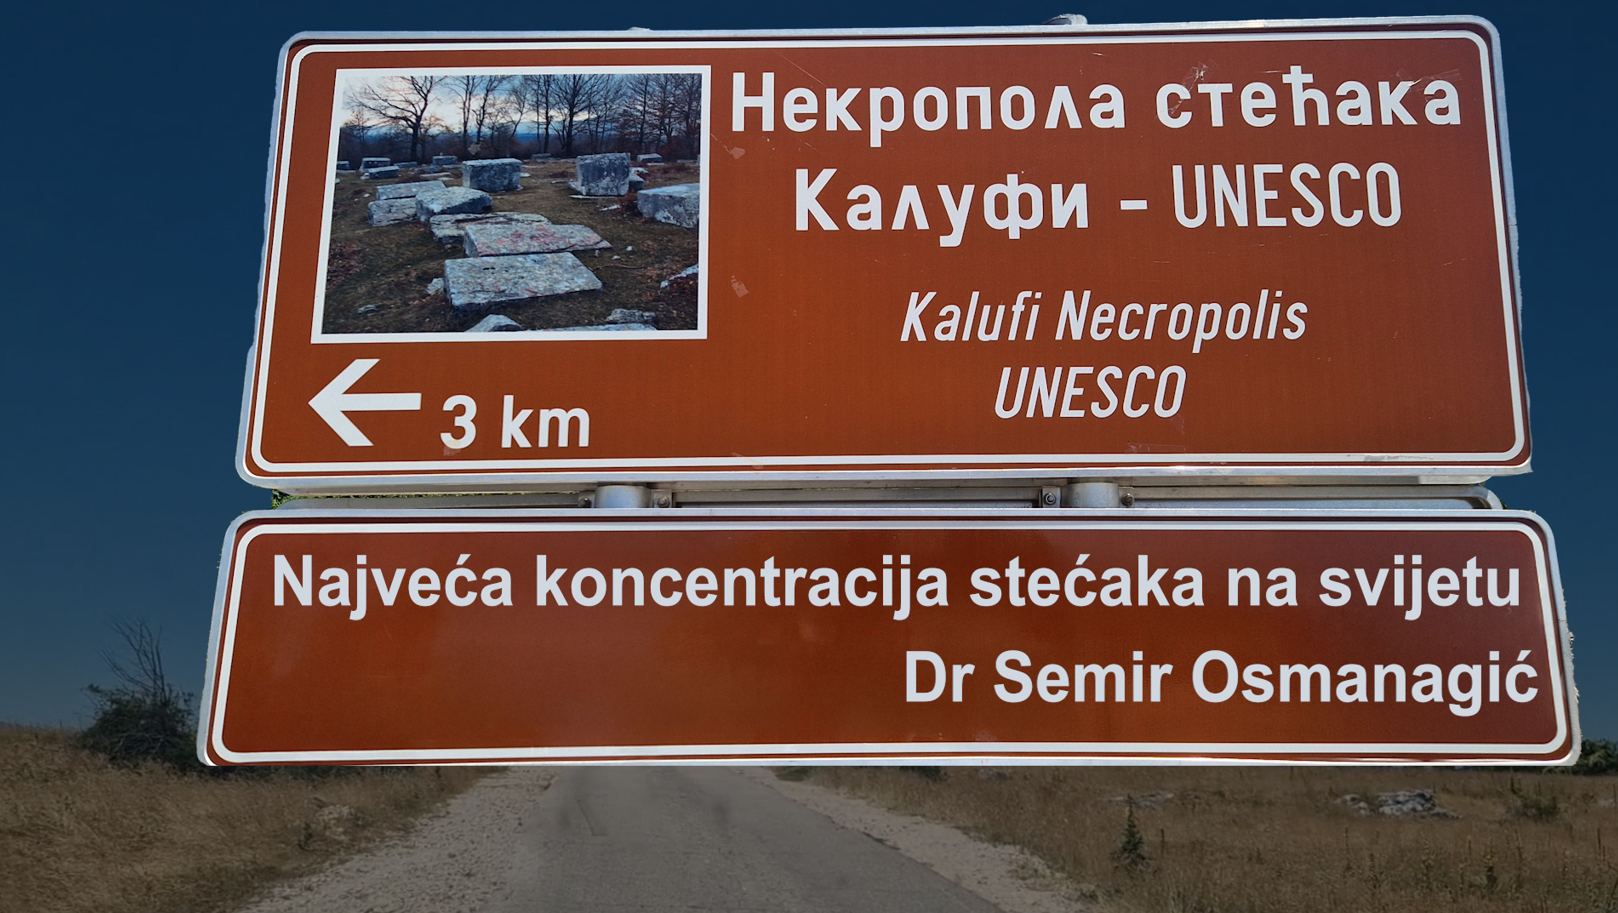 Некропола стећака
Калуфи - UNESCO
Kalufi Necropolis
UNESCO
3 km
Najveća koncentracija stećaka na svijetu
Dr Semir Osmanagić